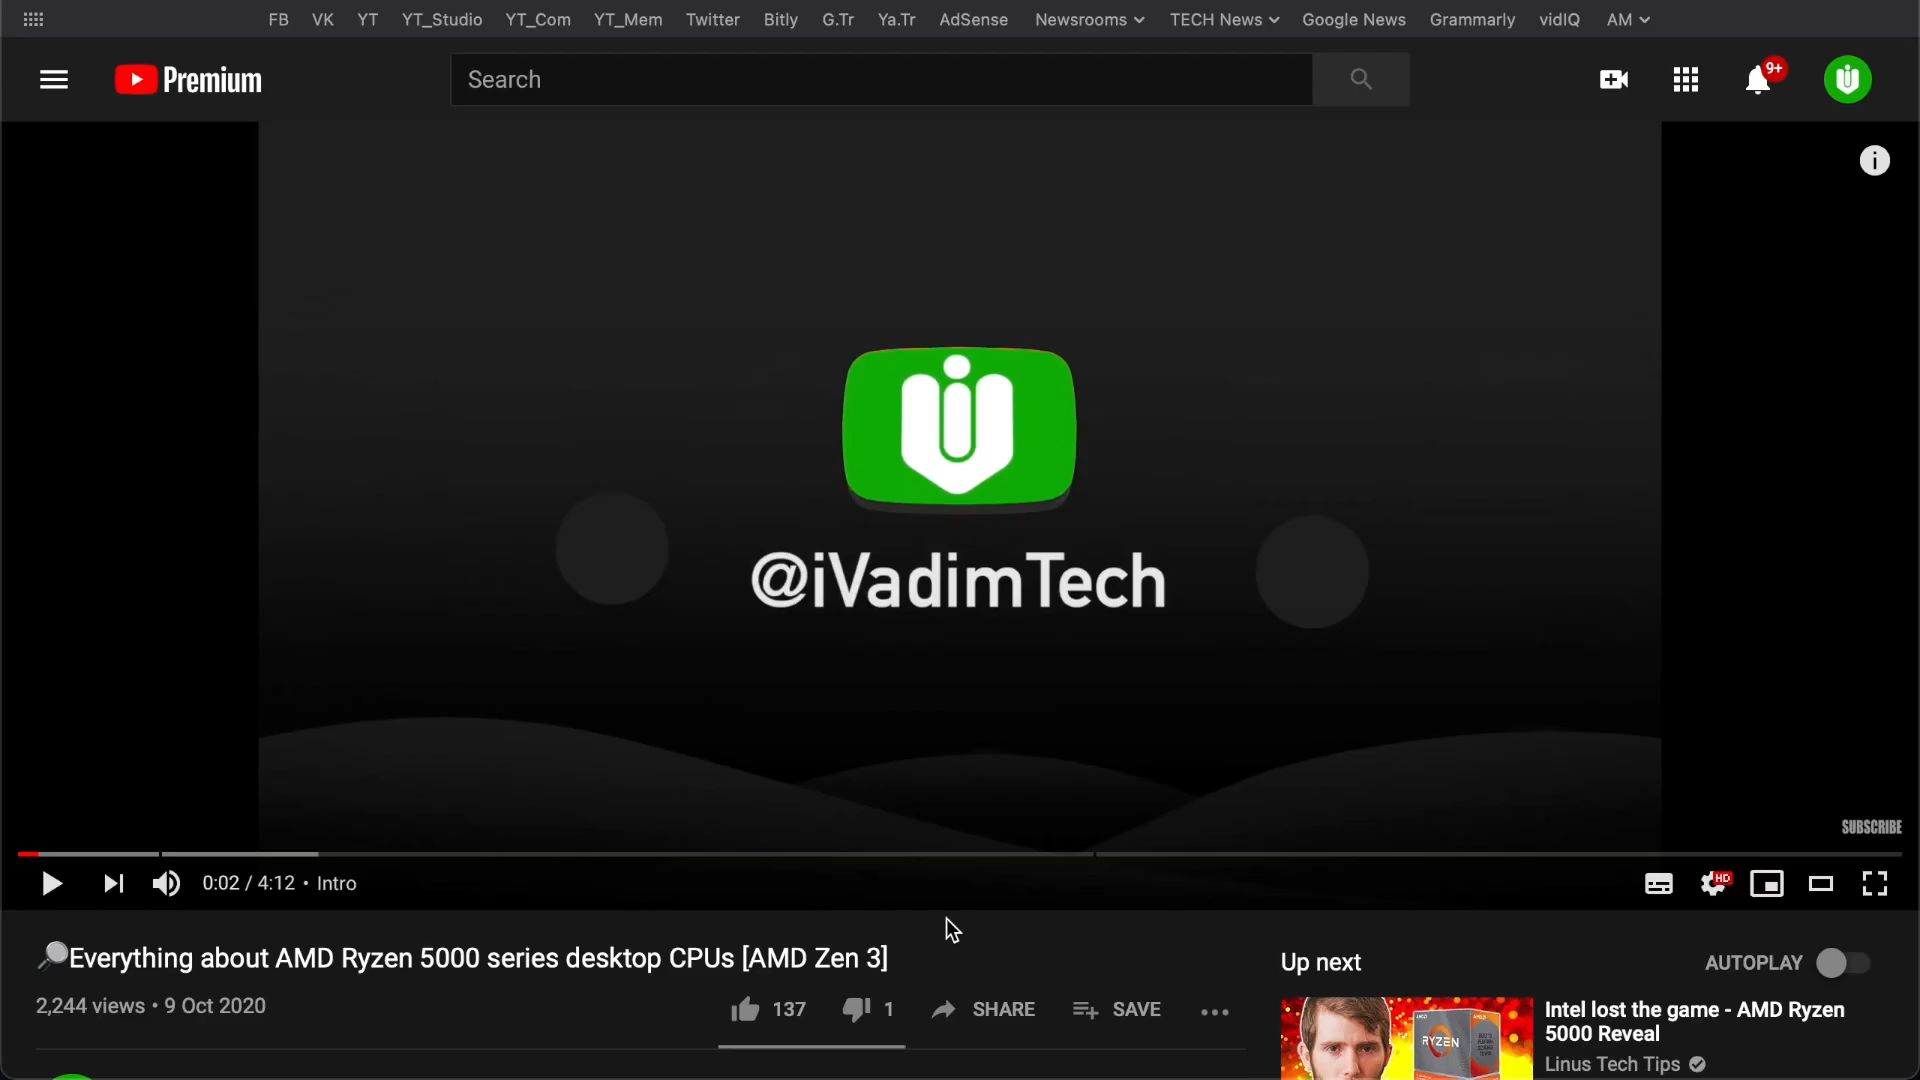 FB VK YT YT_Studio YT_Com YT_Mem Twitter Bitly G.Tr Ya.Tr AdSense Newsrooms TECH News Google News Grammarly vidIQ AM
Premium
Search
9+
@iVadimTech
SUBSCRIBE
0:02 / 4:12 • Intro
HD
Everything about AMD Ryzen 5000 series desktop CPUs [AMD Zen 3]
2,244 views • 9 Oct 2020
137 1 SHARE SAVE
Up next
AUTOPLAY
Intel lost the game - AMD Ryzen
5000 Reveal
Linus Tech Tips
RYZEN